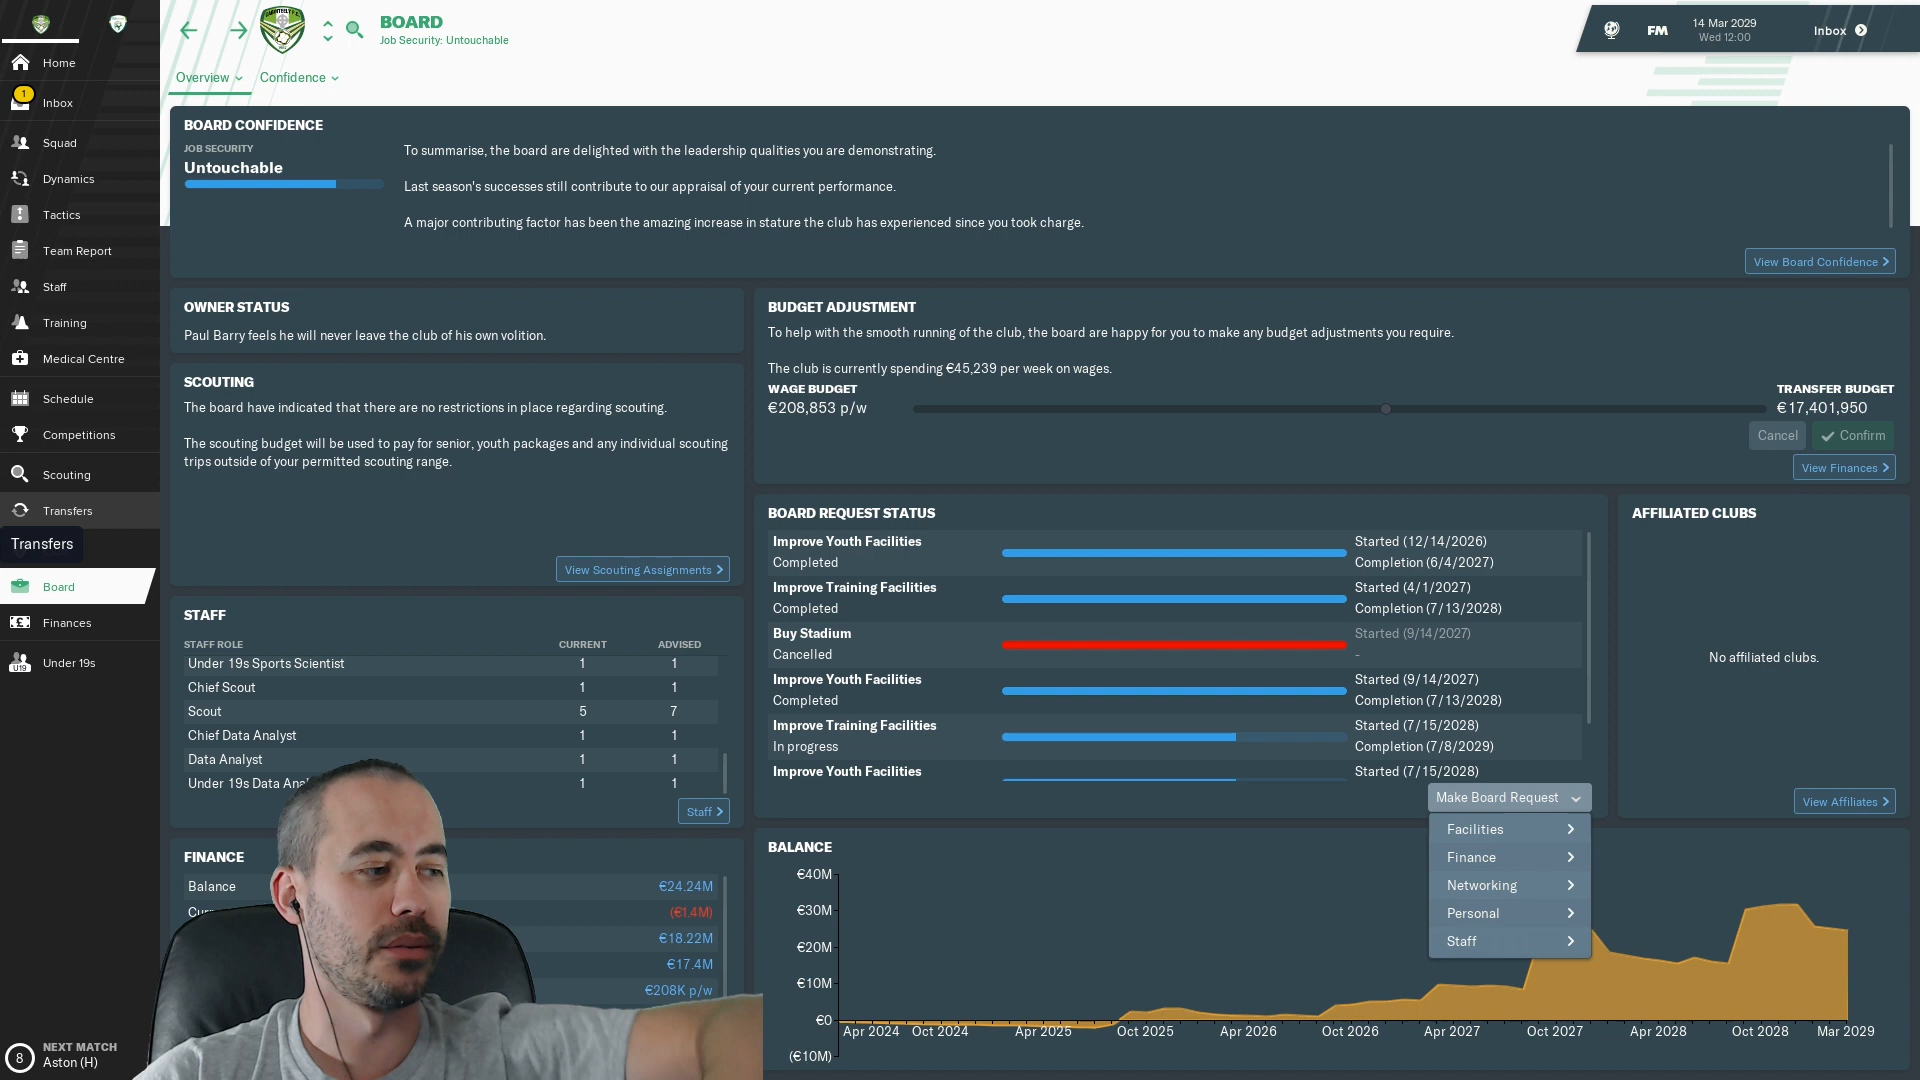 BOARD
Job Security: Untouchable
FM
14 Mar 2029
Wed 12:00
Inbox
Overview
Confidence
Home
1
Inbox
Squad
Dynamics
Tactics
Team Report
Staff
Training
Medical Centre
Schedule
Competitions
Scouting
Transfers
Transfers
Board
Finances
U19
Under 19s
8
NEXT MATCH
Aston (H)
BOARD CONFIDENCE
JOB SECURITY
Untouchable
To summarise, the board are delighted with the leadership qualities you are demonstrating.
Last season's successes still contribute to our appraisal of your current performance.
A major contributing factor has been the amazing increase in stature the club has experienced since you took charge.
View Board Confidence
OWNER STATUS
Paul Barry feels he will never leave the club of his own volition.
SCOUTING
The board have indicated that there are no restrictions in place regarding scouting.
The scouting budget will be used to pay for senior, youth packages and any individual scouting
trips outside of your permitted scouting range.
View Scouting Assignments
STAFF
STAFF ROLE CURRENT ADVISED
Under 19s Sports Scientist 1 1
Chief Scout 1 1
Scout 5 7
Chief Data Analyst 1 1
Data Analyst 1 1
Under 19s Data Ana 1 1
Staff
FINANCE
Balance €24.24M
(€1.4M)
€18.22M
€17.4M
€208K p/w
BUDGET ADJUSTMENT
To help with the smooth running of the club, the board are happy for you to make any budget adjustments you require.
The club is currently spending €45,239 per week on wages.
WAGE BUDGET TRANSFER BUDGET
€208,853 p/w €17,401,950
Cancel Confirm
View Finances
BOARD REQUEST STATUS
Improve Youth Facilities Started (12/14/2026)
Completed Completion (6/4/2027)
Improve Training Facilities Started (4/1/2027)
Completed Completion (7/13/2028)
Buy Stadium Started (9/14/2027)
Cancelled -
Improve Youth Facilities Started (9/14/2027)
Completed Completion (7/13/2028)
Improve Training Facilities Started (7/15/2028)
In progress Completion (7/8/2029)
Improve Youth Facilities Started (7/15/2028)
Make Board Request
Facilities
Finance
Networking
Personal
Staff
AFFILIATED CLUBS
No affiliated clubs.
View Affiliates
BALANCE
€40M
€30M
€20M
€10M
€0
(€10M)
Apr 2024 Oct 2024 Apr 2025 Oct 2025 Apr 2026 Oct 2026 Apr 2027 Oct 2027 Apr 2028 Oct 2028 Mar 2029